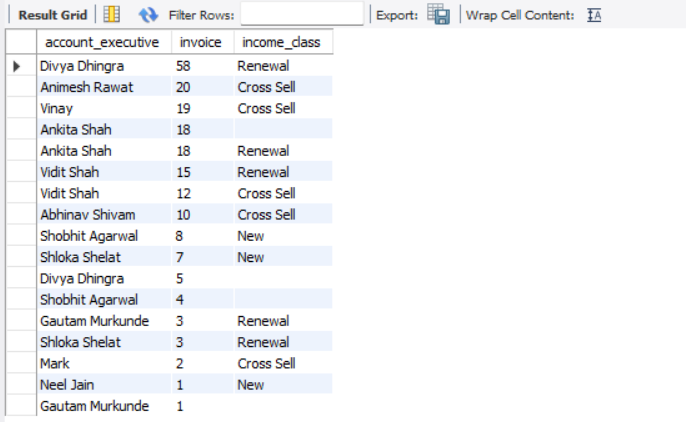 Result Grid Filter Rows: Export: Wrap Cell Content: IA
account_executive invoice income_class
Divya Dhingra 58 Renewal
Animesh Rawat 20 Cross Sell
Vinay 19 Cross Sell
Ankita Shah 18
Ankita Shah 18 Renewal
Vidit Shah 15 Renewal
Vidit Shah 12 Cross Sell
Abhinav Shivam 10 Cross Sell
Shobhit Agarwal 8 New
Shloka Shelat 7 New
Divya Dhingra 5
Shobhit Agarwal 4
Gautam Murkunde 3 Renewal
Shloka Shelat 3 Renewal
Mark 2 Cross Sell
Neel Jain 1 New
Gautam Murkunde 1